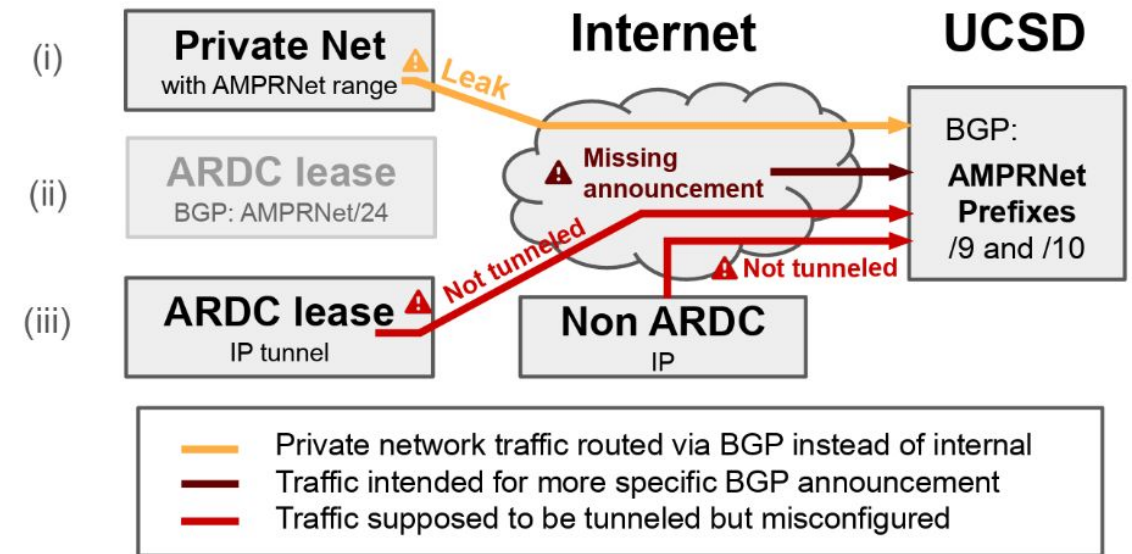 Internet
UCSD
(i)
Private Net
with AMPRNet range
Leak
(ii)
ARDC lease
BGP: AMPRNet/24
Missing
announcement
BGP:
AMPRNet
Prefixes
/9 and /10
(iii)
ARDC lease
IP tunnel
Not tunneled
Not tunneled
Non ARDC
IP
Private network traffic routed via BGP instead of internal
Traffic intended for more specific BGP announcement
Traffic supposed to be tunneled but misconfigured